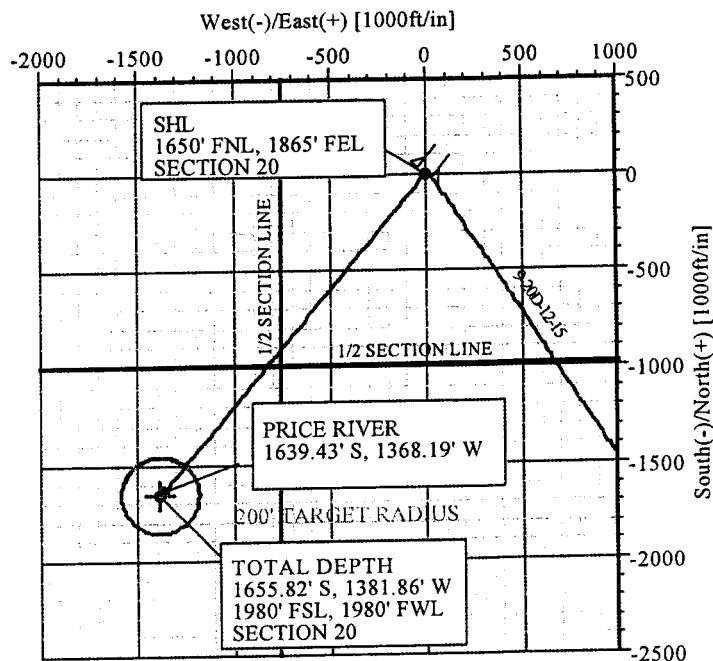 West(-)/East(+) [1000ft/in]
-2000 -1500 -1000 -500 0 500 1000
500
SHL
1650' FNL, 1865' FEL
SECTION 20
0
1/2 SECTION LINE
-500
9-20D-12-15
1/2 SECTION LINE
-1000
South(-)/North(+) [1000ft/in]
PRICE RIVER
1639.43' S, 1368.19' W
-1500
200' TARGET RADIUS
TOTAL DEPTH
1655.82' S, 1381.86' W
1980' FSL, 1980' FWL
SECTION 20
-2000
-2500